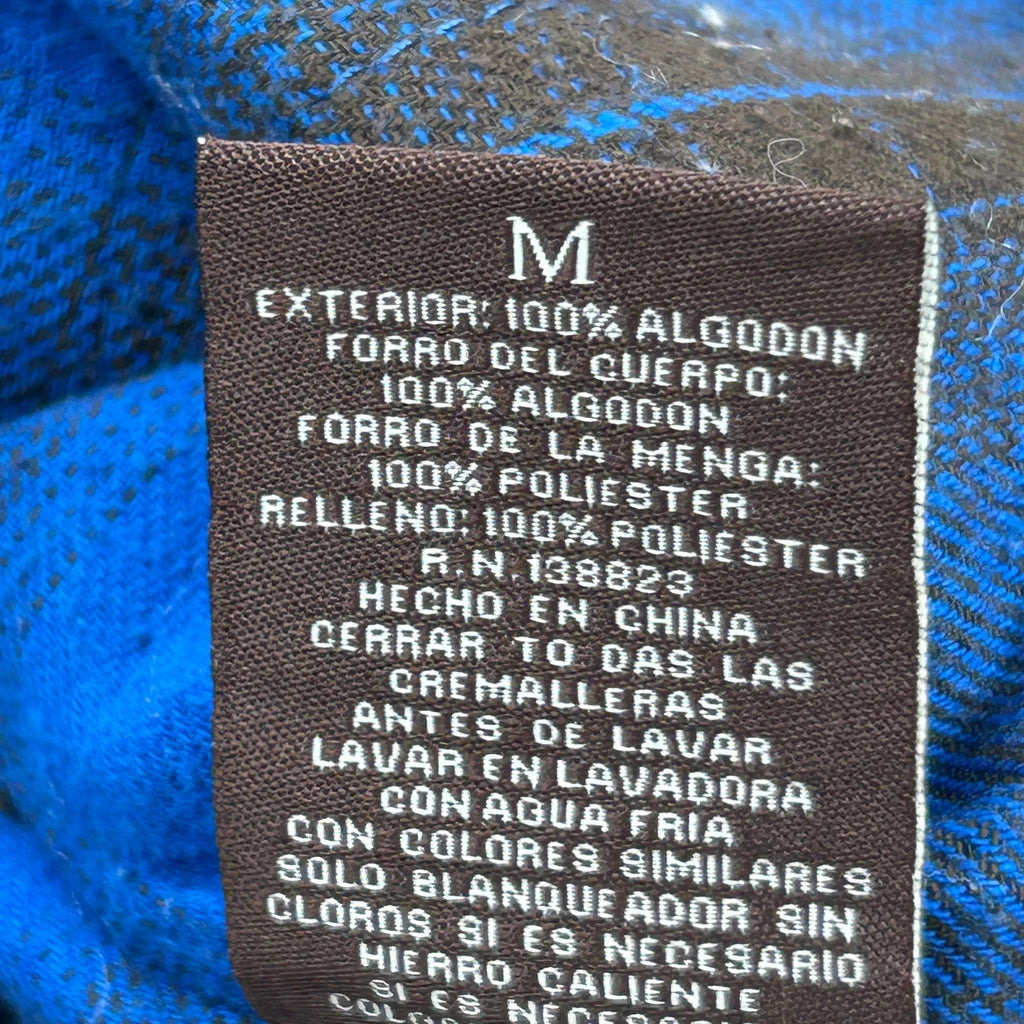 M
EXTERIOR: 100% ALGODON
FORRO DEL CUERPO:
100% ALGODON
FORRO DE LA MENGA:
100% POLIESTER
RELLENO: 100% POLIESTER
R.N. 138823
HECHO EN CHINA
CERRAR TO DAS LAS
CREMALLERAS
ANTES DE LAVAR
LAVAR EN LAVADORA
CON AGUA FRIA
CON COLORES SIMILARES
SOLO BLANQUEADOR SIN
CLOROS SI ES NECESARIO
HIERRO CALIENTE
SI ES